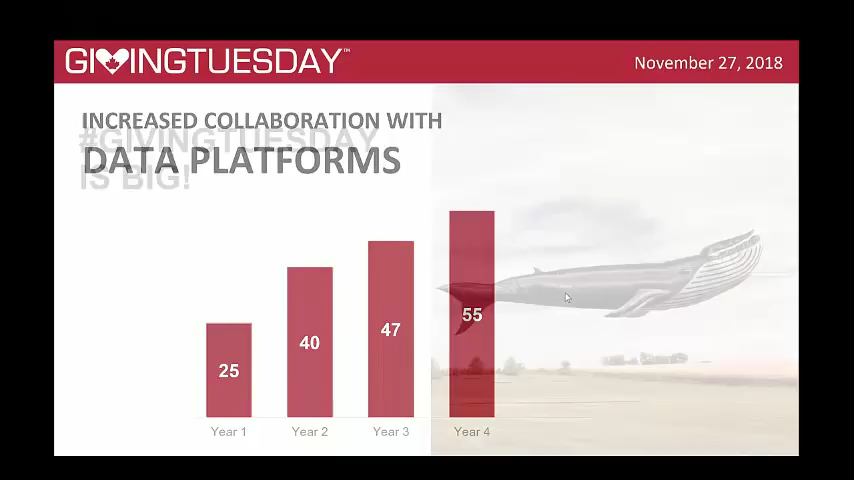 GIVINGTUESDAY™
November 27, 2018
INCREASED COLLABORATION WITH
#GIVINGTUESDAY
DATA PLATFORMS
IS BIG!
25
40
47
55
Year 1
Year 2
Year 3
Year 4